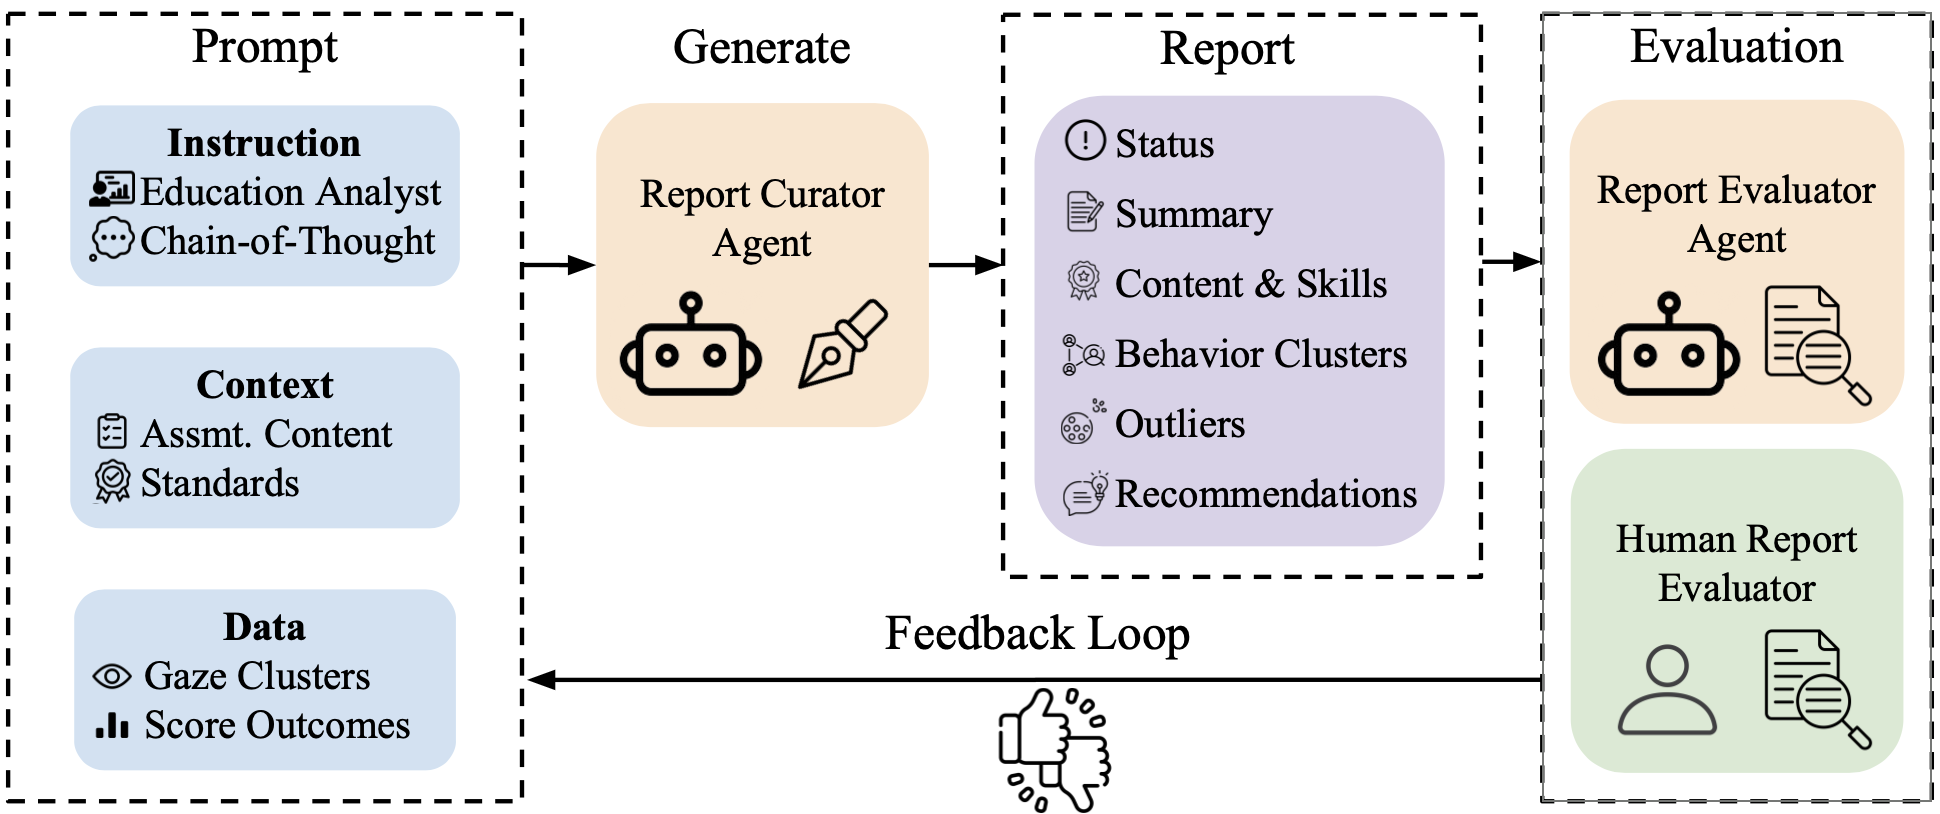 Prompt
Instruction
Education Analyst
Chain-of-Thought
Context
Assmt. Content
Standards
Data
Gaze Clusters
Score Outcomes
Generate
Report Curator
Agent
Report
Status
Summary
Content & Skills
Behavior Clusters
Outliers
Recommendations
Evaluation
Report Evaluator
Agent
Human Report
Evaluator
Feedback Loop